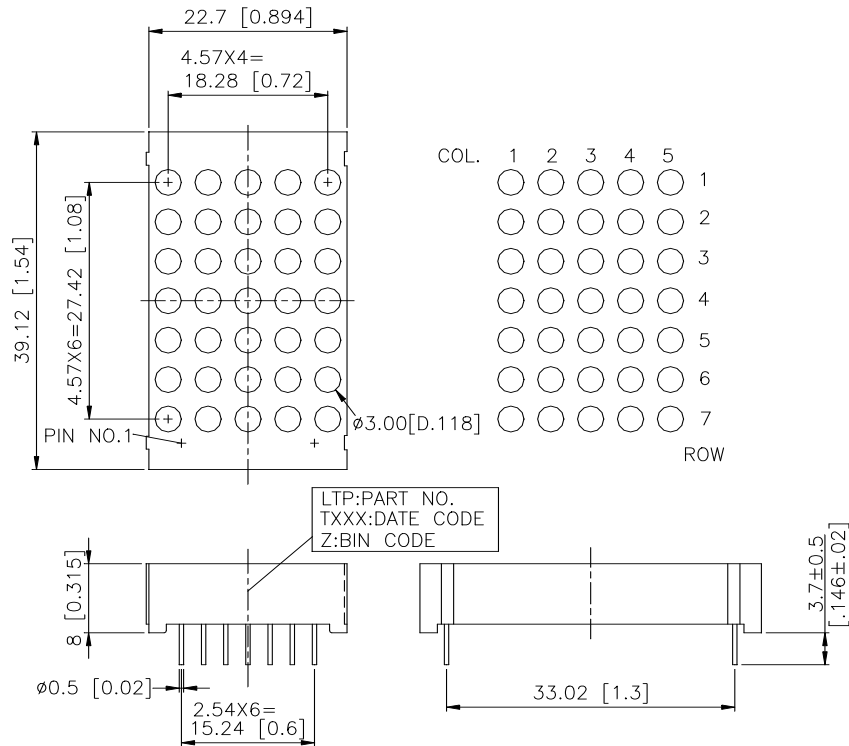 22.7 [0.894]
4.57X4=
18.28 [0.72]
39.12 [1.54]
4.57X6=27.42 [1.08]
PIN NO.1
ø3.00[D.118]
COL. 1 2 3 4 5
1
2
3
4
5
6
7
ROW
LTP:PART NO.
TXXX:DATE CODE
Z:BIN CODE
8 [0.315]
ø0.5 [0.02]
2.54X6=
15.24 [0.6]
33.02 [1.3]
3.7±0.5
[.146±.02]